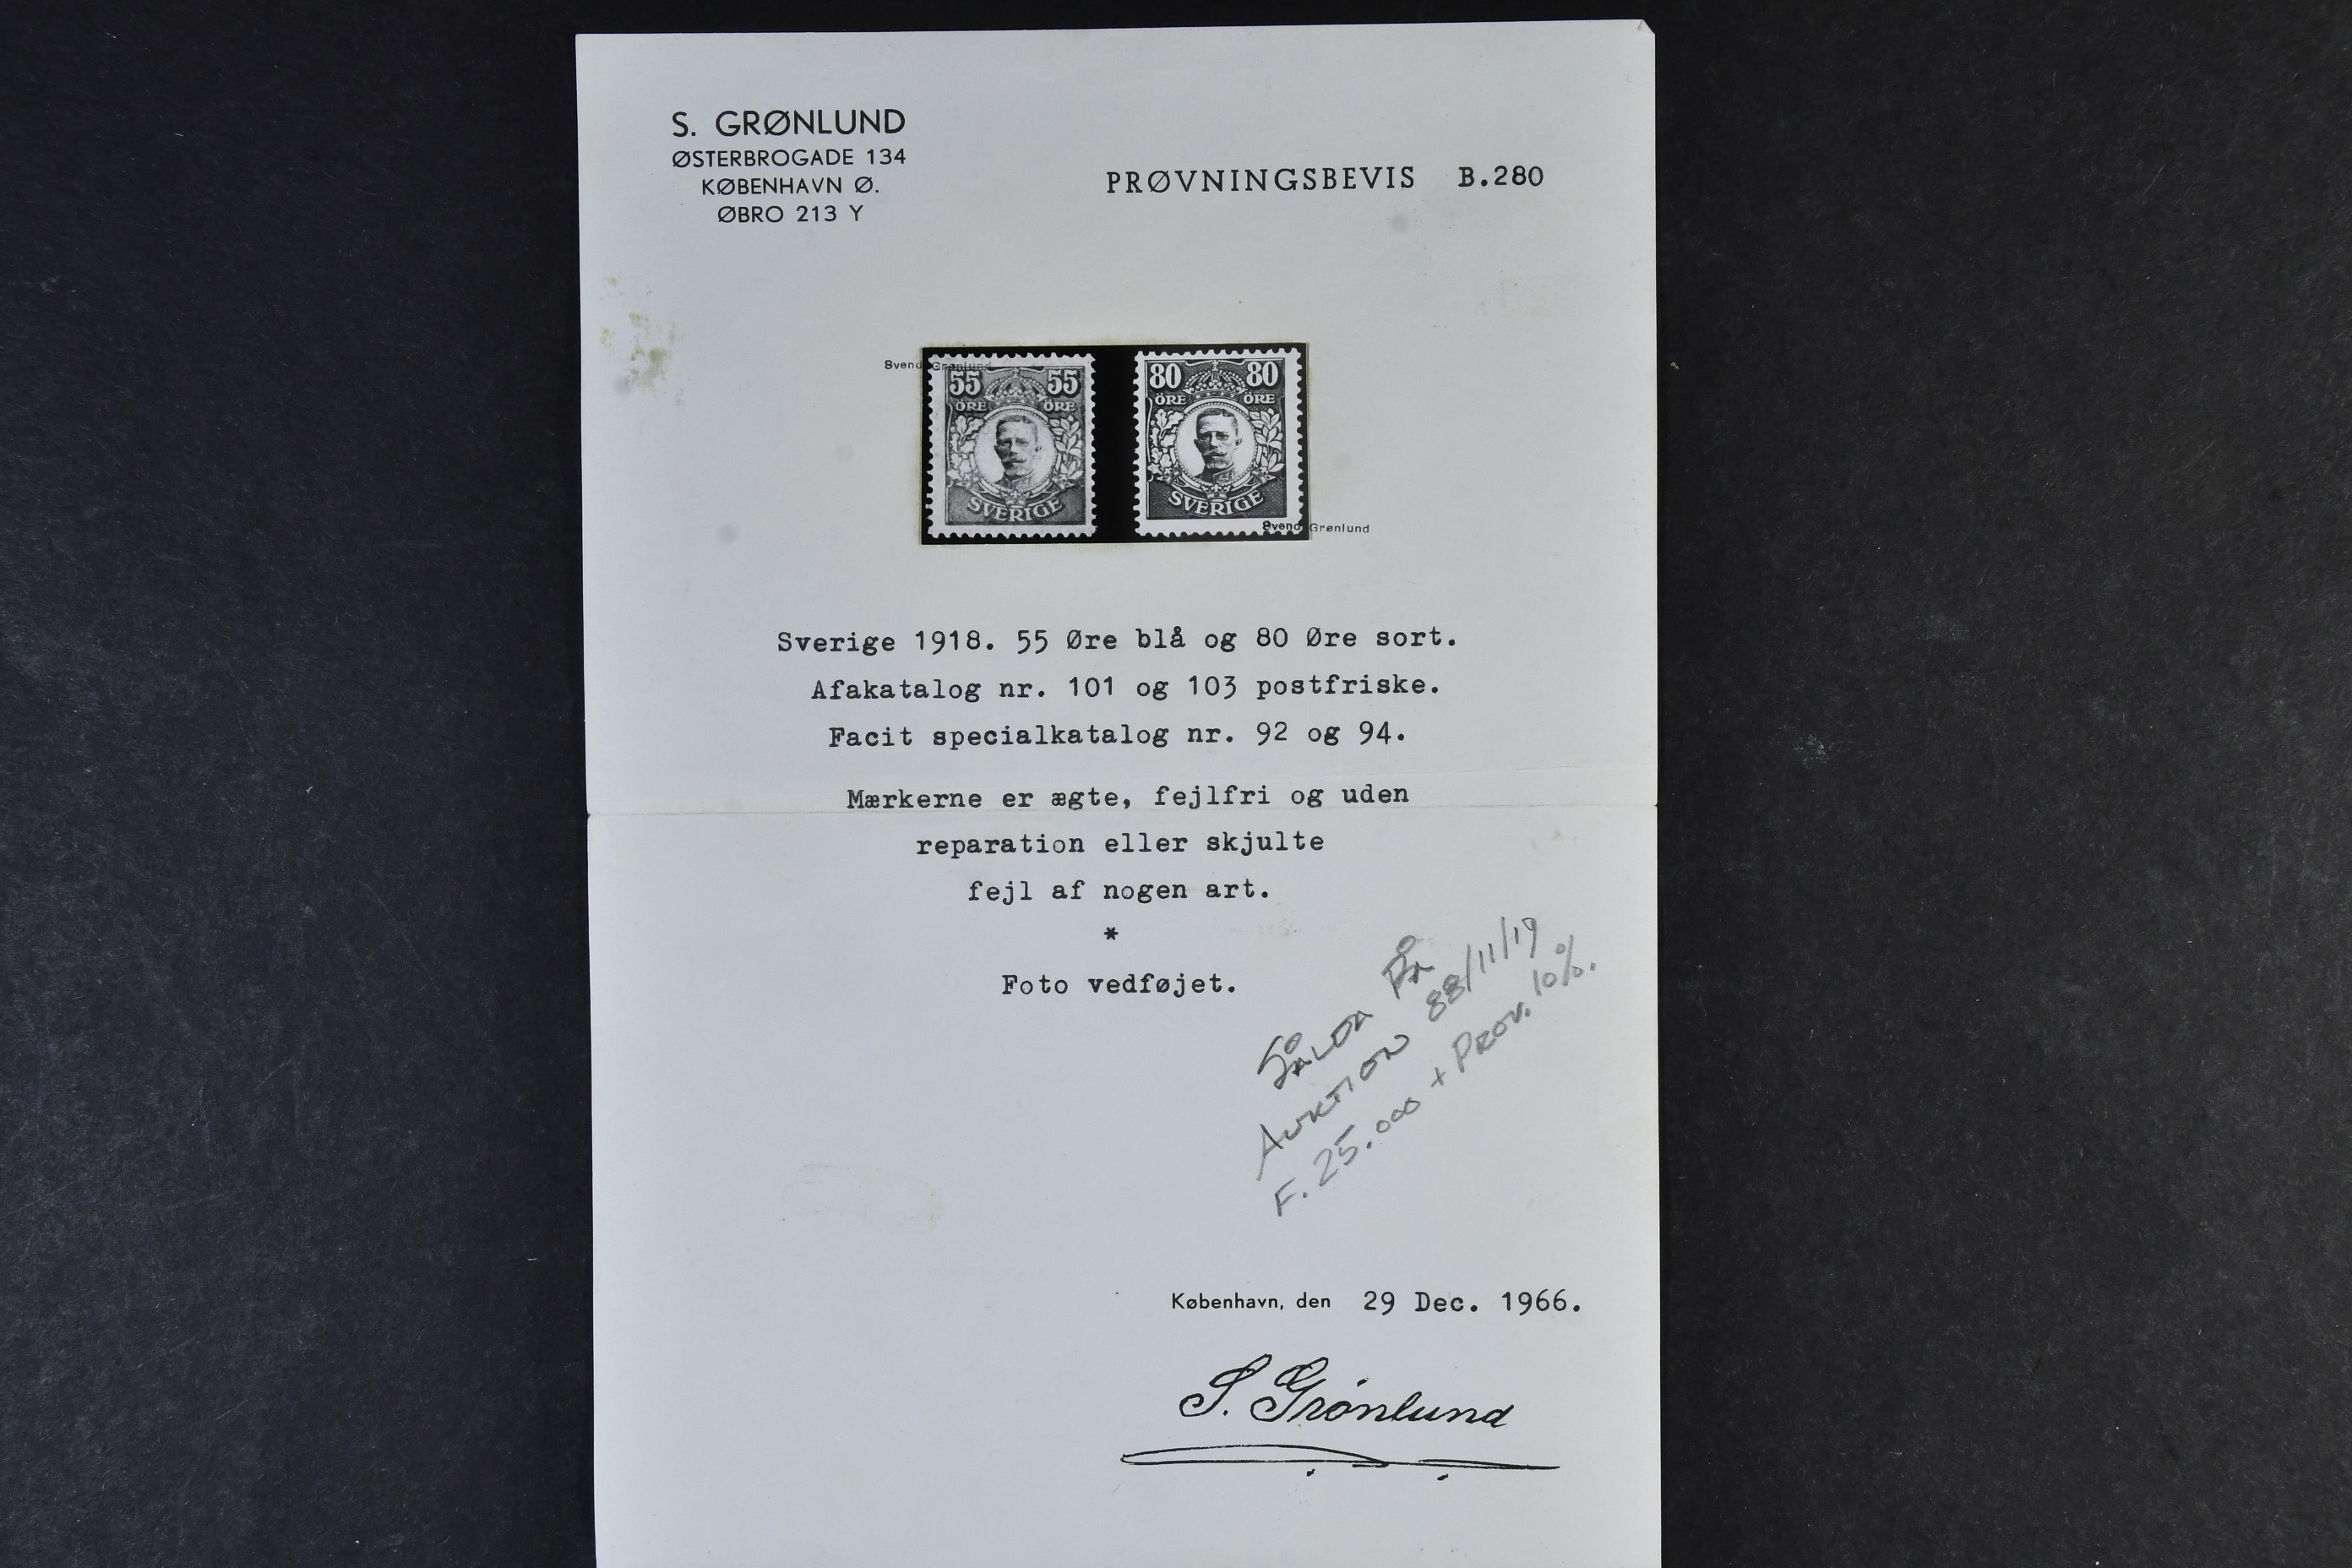 S. GRØNLUND
ØSTERBROGADE 134
KØBENHAVN Ø.
ØBRO 213 Y
PRØVNINGSBEVIS B.280
Svend Grønlund
55 55
ÖRE ÖRE
SVERIGE
80 80
ÖRE ÖRE
SVERIGE
Svend Grønlund
Sverige 1918. 55 Øre blå og 80 Øre sort.
Afakatalog nr. 101 og 103 postfriske.
Facit specialkatalog nr. 92 og 94.
Mærkerne er ægte, fejlfri og uden
reparation eller skjulte
fejl af nogen art.
*
Foto vedføjet.
SÅLDA PÅ
AUKTION 88/11/19
F. 25.000 + PROV. 10%.
København, den 29 Dec. 1966.
S. Grönlund